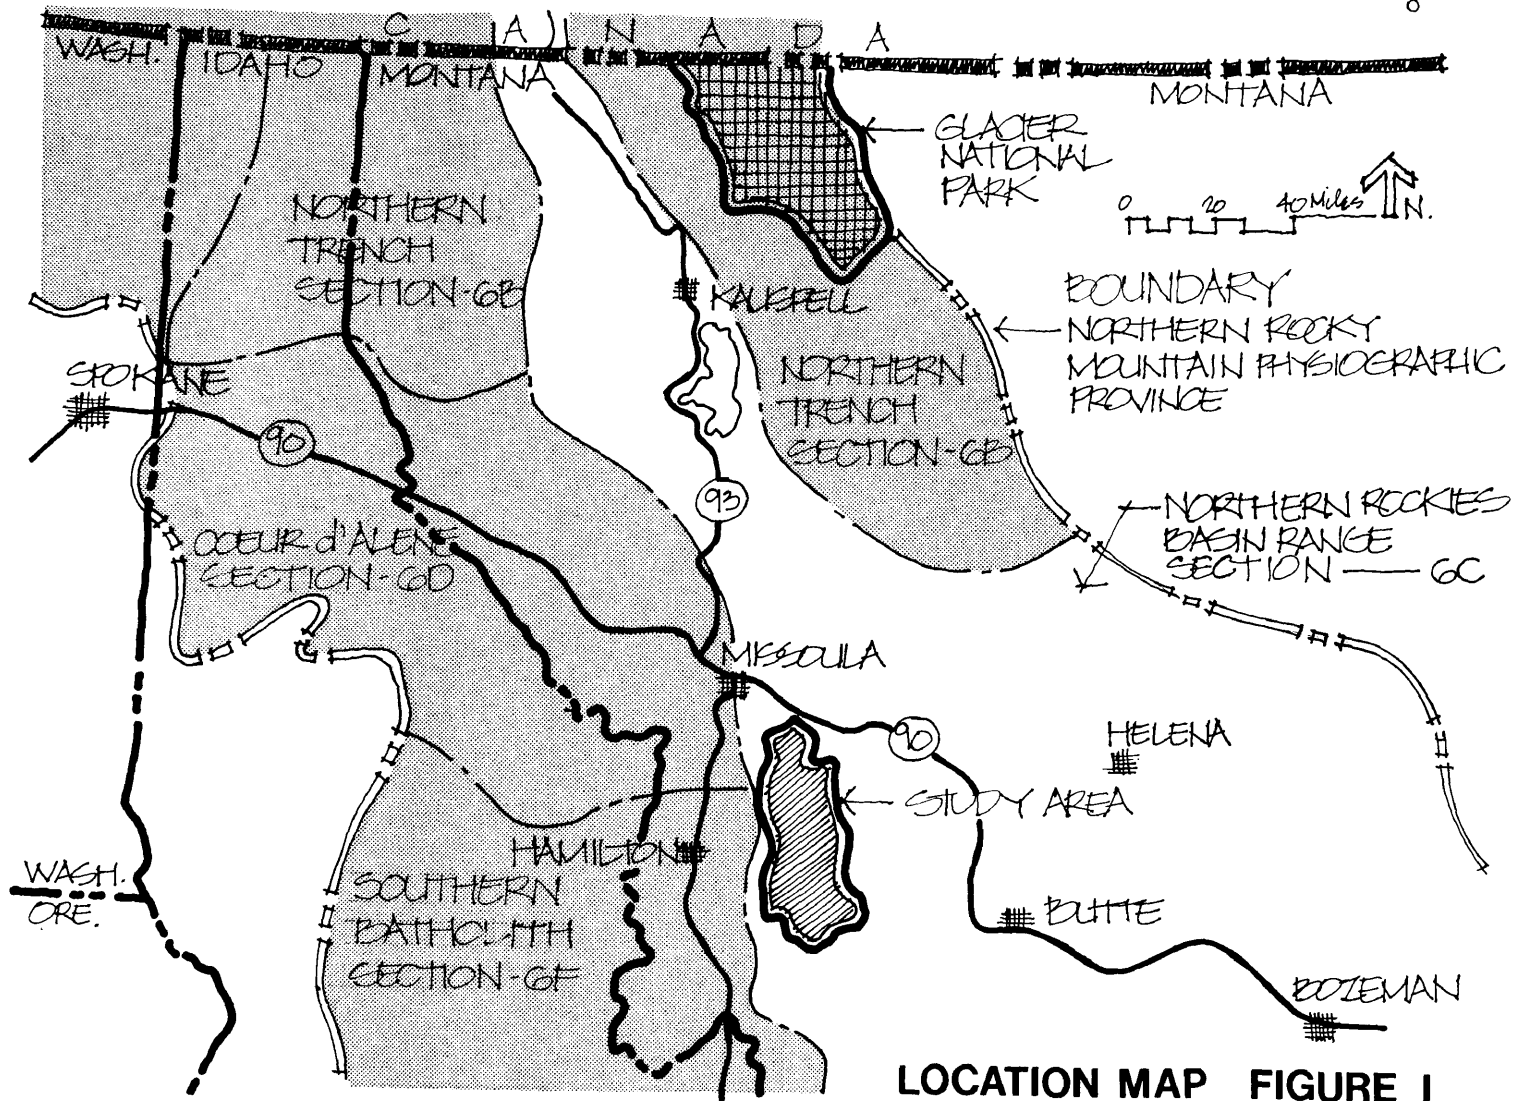 C A N A D A
WASH.
IDAHO
MONTANA
MONTANA
GLACIER
NATIONAL
PARK
0 20 40 Miles
N.
NORTHERN
TRENCH
SECTION-6B
KALISPELL
BOUNDARY
NORTHERN ROCKY
MOUNTAIN PHYSIOGRAPHIC
PROVINCE
SPOKANE
NORTHERN
TRENCH
SECTION-6B
90
93
NORTHERN ROCKIES
BASIN RANGE
SECTION — 6C
COEUR d'ALENE
SECTION-6D
MISSOULA
90
HELENA
STUDY AREA
HAMILTON
WASH.
ORE.
SOUTHERN
BATHOLITH
SECTION-6F
BUTTE
BOZEMAN
LOCATION MAP FIGURE I